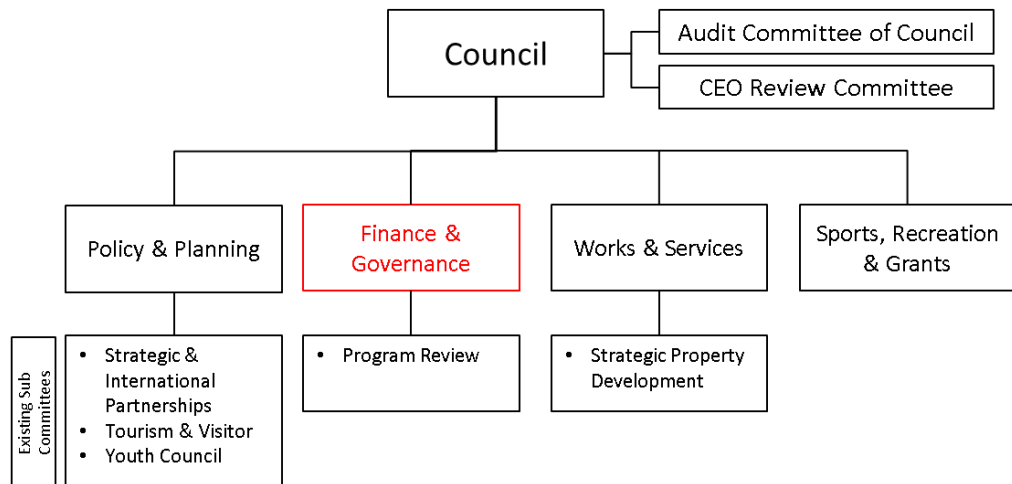 Council
Audit Committee of Council
CEO Review Committee
Policy & Planning
Finance &
Governance
Works & Services
Sports, Recreation
& Grants
Existing Sub
Committees
• Strategic &
International
Partnerships
• Tourism & Visitor
• Youth Council
• Program Review
• Strategic Property
Development